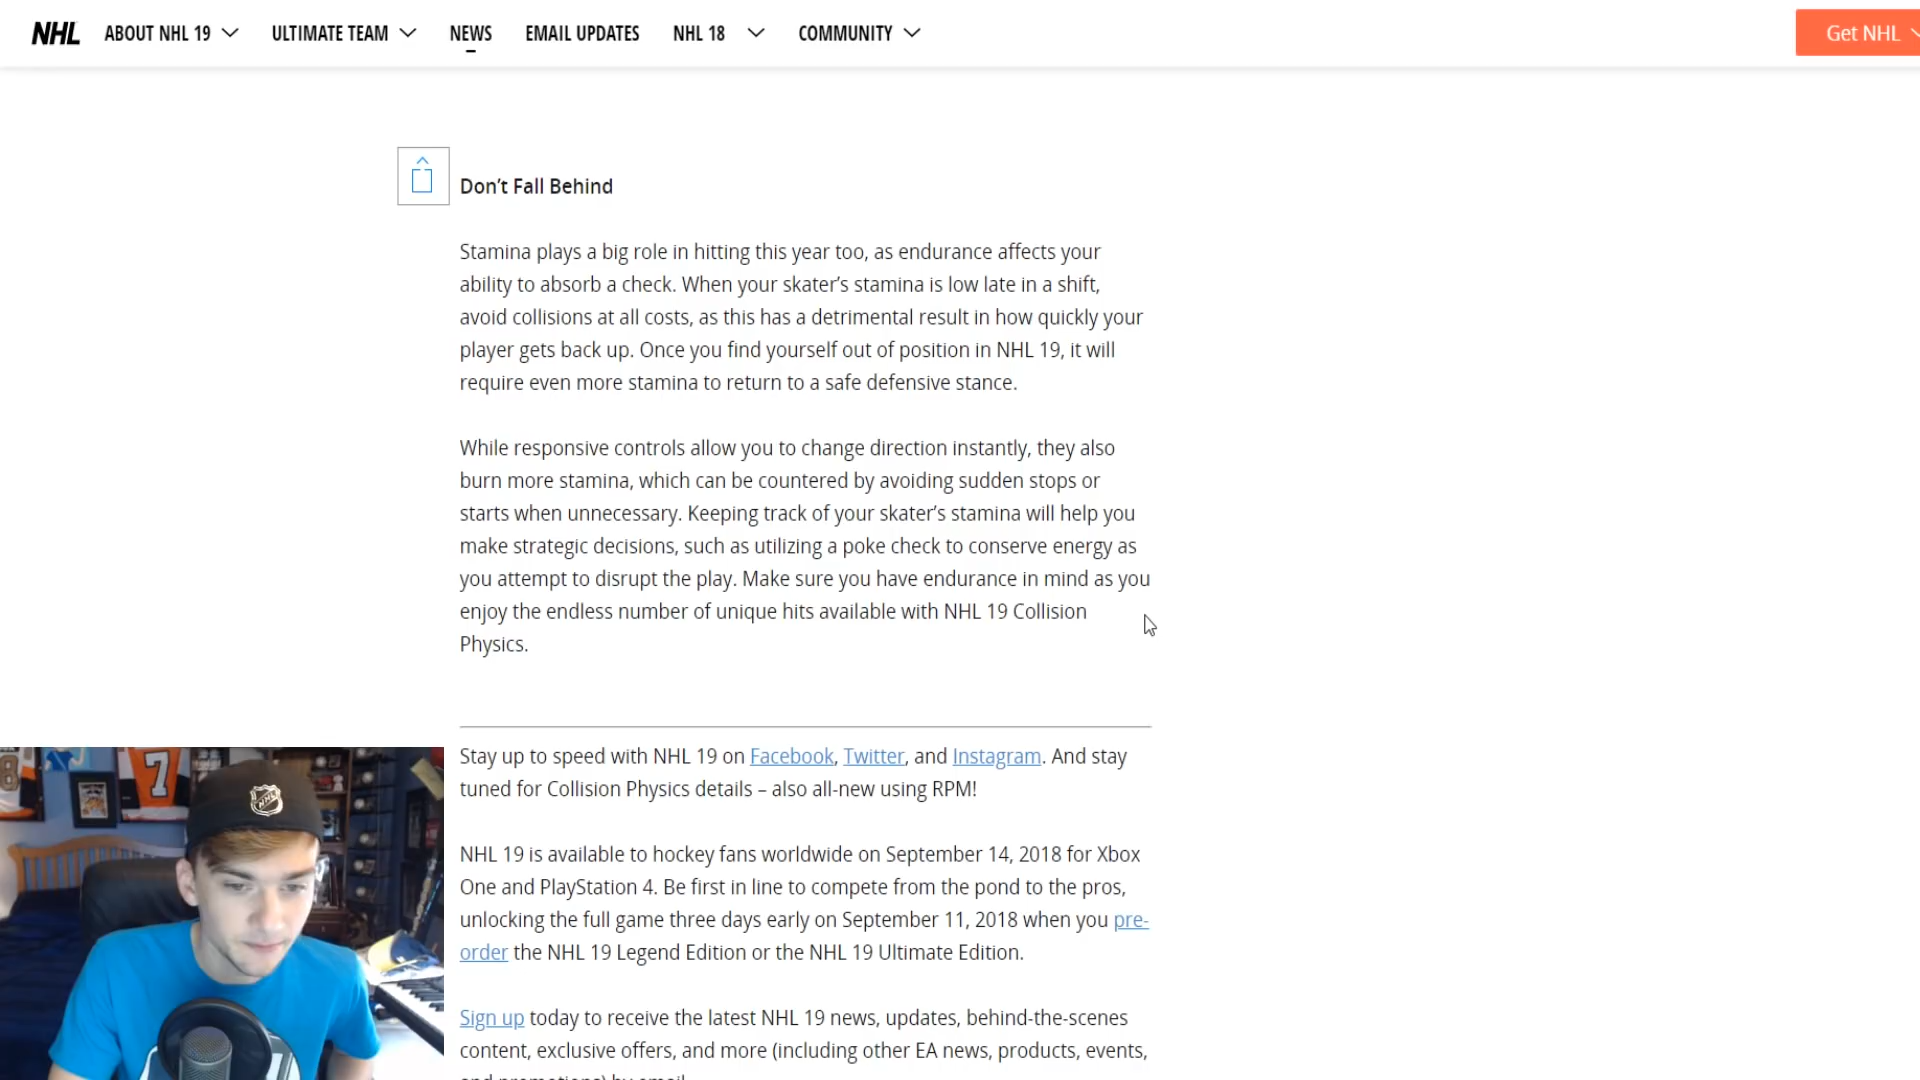 NHL ABOUT NHL 19 ULTIMATE TEAM NEWS EMAIL UPDATES NHL 18 COMMUNITY Get NHL
Don’t Fall Behind
Stamina plays a big role in hitting this year too, as endurance affects your
ability to absorb a check. When your skater’s stamina is low late in a shift,
avoid collisions at all costs, as this has a detrimental result in how quickly your
player gets back up. Once you find yourself out of position in NHL 19, it will
require even more stamina to return to a safe defensive stance.
While responsive controls allow you to change direction instantly, they also
burn more stamina, which can be countered by avoiding sudden stops or
starts when unnecessary. Keeping track of your skater’s stamina will help you
make strategic decisions, such as utilizing a poke check to conserve energy as
you attempt to disrupt the play. Make sure you have endurance in mind as you
enjoy the endless number of unique hits available with NHL 19 Collision
Physics.
Stay up to speed with NHL 19 on Facebook, Twitter, and Instagram. And stay
tuned for Collision Physics details – also all-new using RPM!
NHL 19 is available to hockey fans worldwide on September 14, 2018 for Xbox
One and PlayStation 4. Be first in line to compete from the pond to the pros,
unlocking the full game three days early on September 11, 2018 when you pre-
order the NHL 19 Legend Edition or the NHL 19 Ultimate Edition.
Sign up today to receive the latest NHL 19 news, updates, behind-the-scenes
content, exclusive offers, and more (including other EA news, products, events,
and promotions) by email.
7
NHL